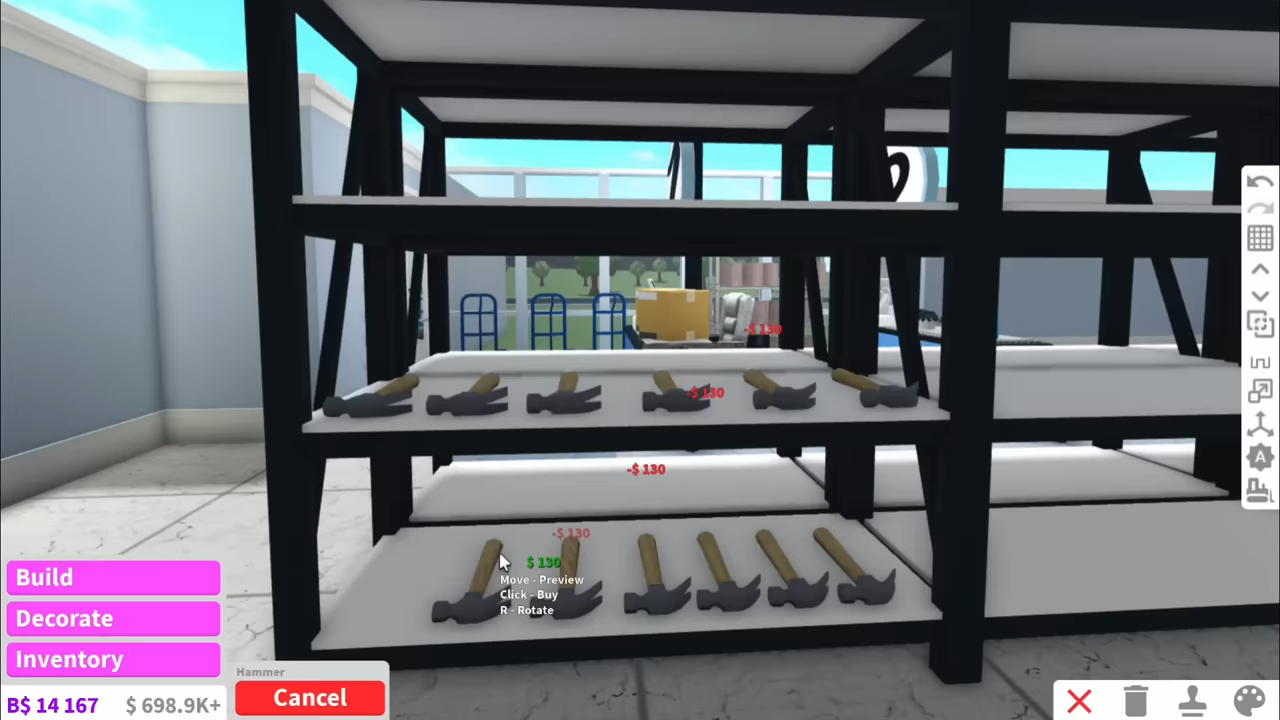 -$ 130
-$ 130
-$ 130
-$ 130
$ 130
Move - Preview
Click - Buy
R - Rotate
Build
Decorate
Inventory
B$ 14 167
$ 698.9K+
Hammer
Cancel
A